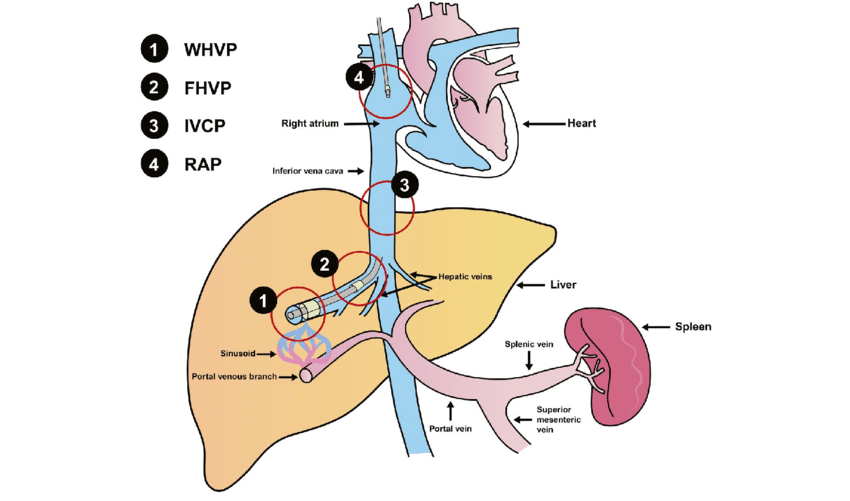 1 WHVP
2 FHVP
3 IVCP
4 RAP
4
Right atrium
Heart
Inferior vena cava
3
2
Hepatic veins
1
Liver
Spleen
Splenic vein
Sinusoid
Portal venous branch
Portal vein
Superior
mesenteric
vein